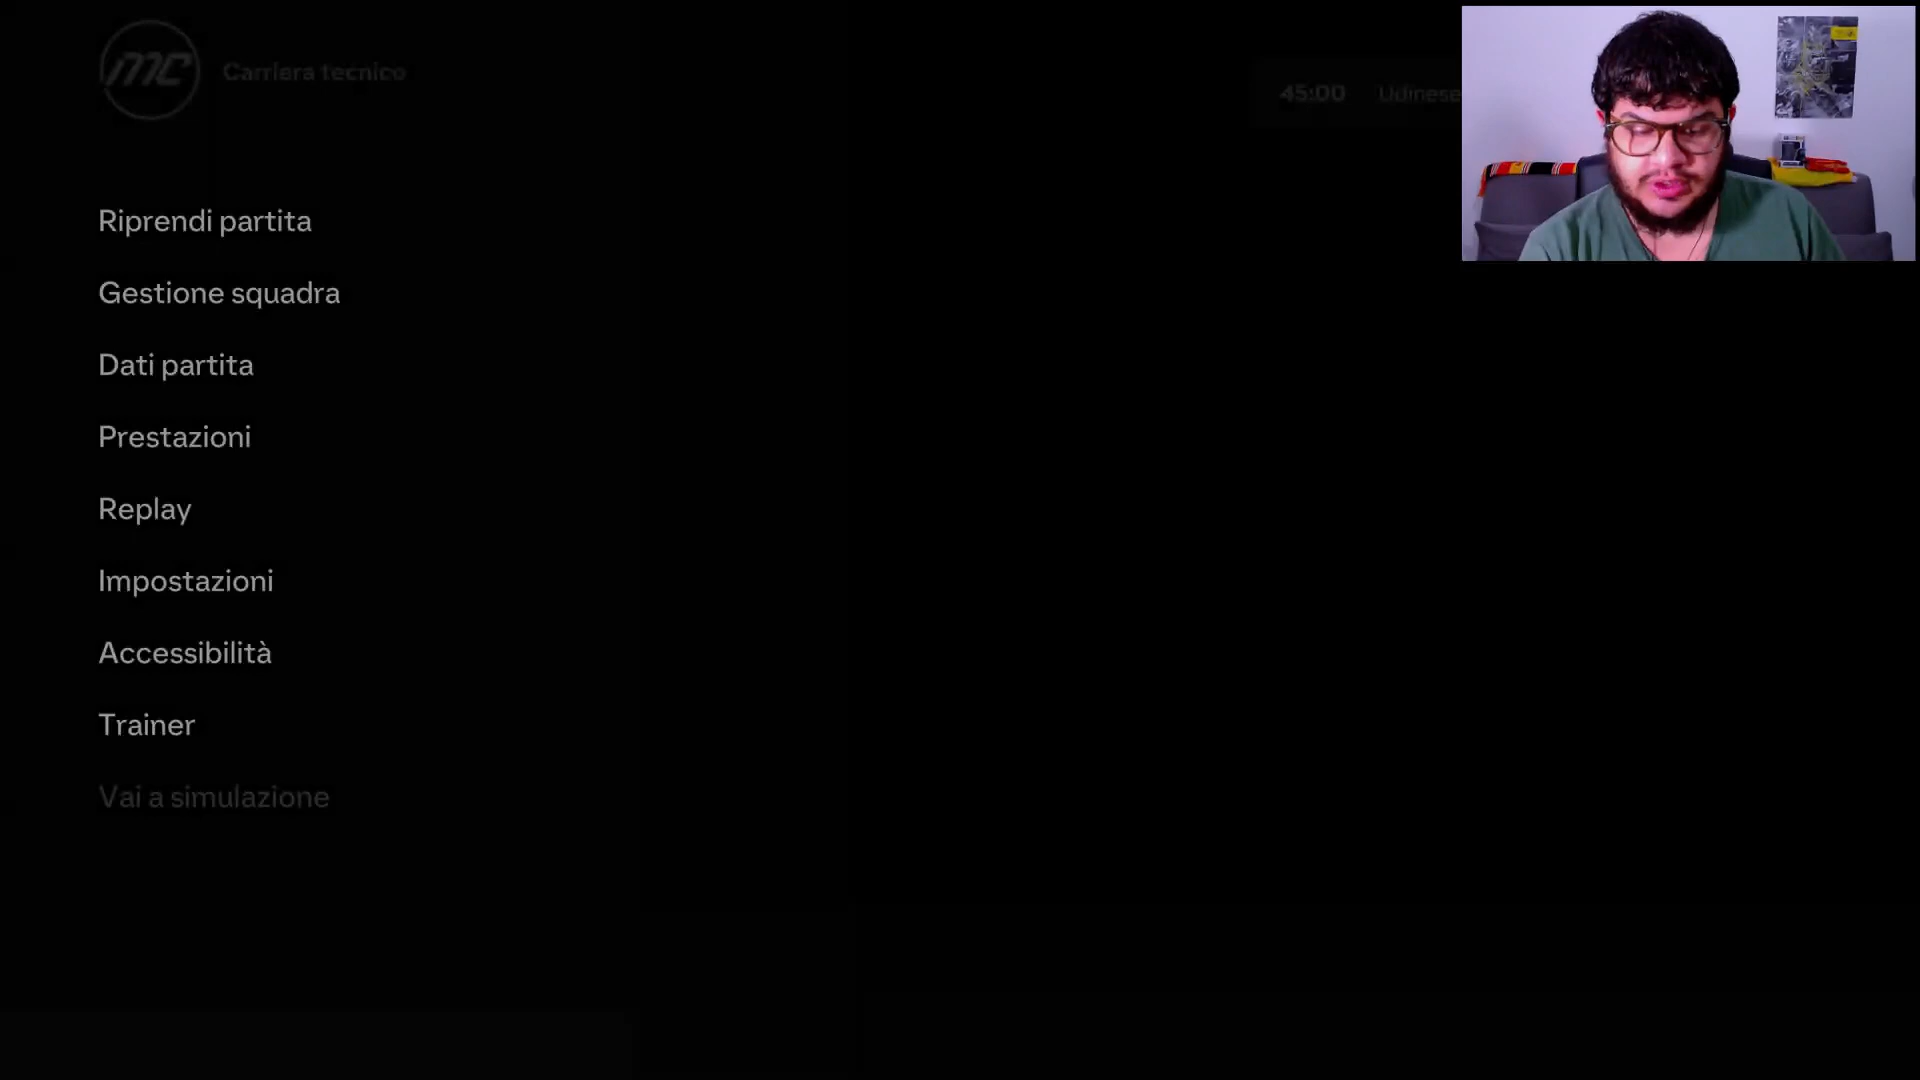 MC Carriera tecnico
45:00 Udinese
Riprendi partita
Gestione squadra
Dati partita
Prestazioni
Replay
Impostazioni
Accessibilità
Trainer
Vai a simulazione